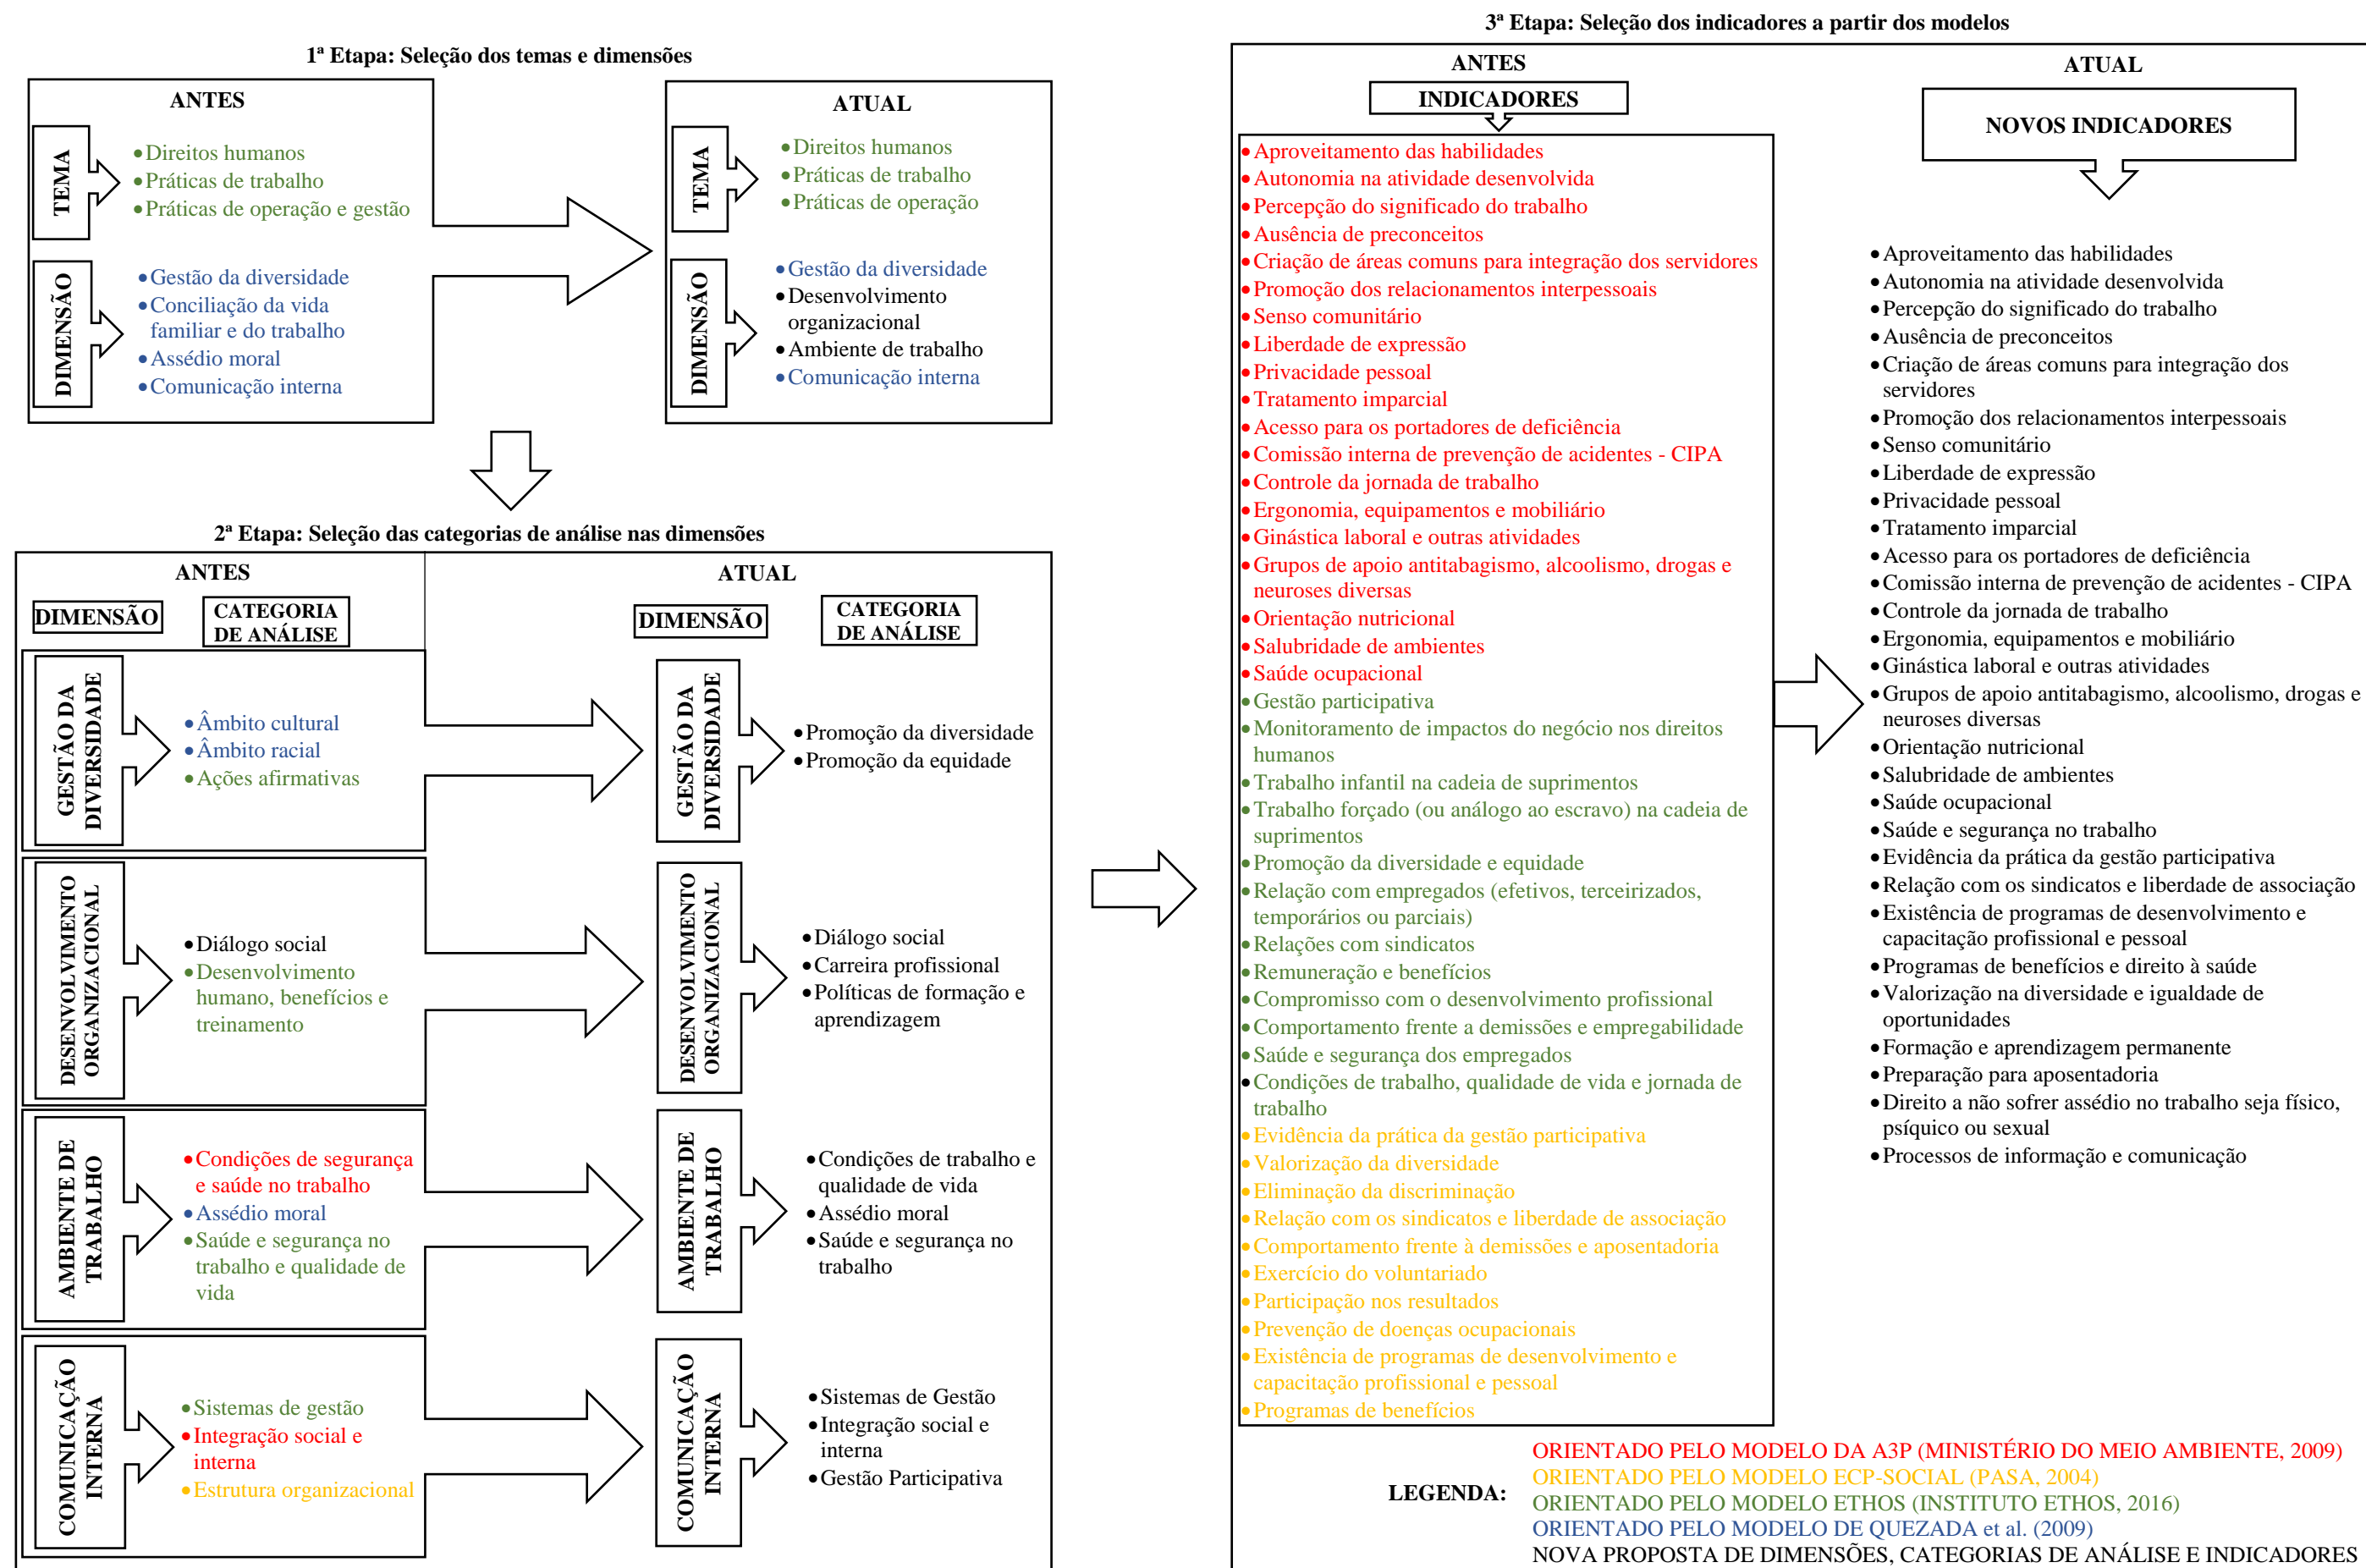 1ª Etapa: Seleção dos temas e dimensões
ANTES
TEMA
•Direitos humanos
•Práticas de trabalho
•Práticas de operação e gestão
DIMENSÃO
•Gestão da diversidade
•Conciliação da vida
familiar e do trabalho
•Assédio moral
•Comunicação interna
ATUAL
TEMA
•Direitos humanos
•Práticas de trabalho
•Práticas de operação
DIMENSÃO
•Gestão da diversidade
•Desenvolvimento
organizacional
•Ambiente de trabalho
•Comunicação interna
2ª Etapa: Seleção das categorias de análise nas dimensões
ANTES
DIMENSÃO
CATEGORIA
DE ANÁLISE
GESTÃO DA
DIVERSIDADE
•Âmbito cultural
•Âmbito racial
•Ações afirmativas
DESENVOLVIMENTO
ORGANIZACIONAL
•Diálogo social
•Desenvolvimento
humano, benefícios e
treinamento
AMBIENTE DE
TRABALHO
•Condições de segurança
e saúde no trabalho
•Assédio moral
•Saúde e segurança no
trabalho e qualidade de
vida
COMUNICAÇÃO
INTERNA
•Sistemas de gestão
•Integração social e
interna
•Estrutura organizacional
ATUAL
DIMENSÃO
CATEGORIA
DE ANÁLISE
GESTÃO DA
DIVERSIDADE
•Promoção da diversidade
•Promoção da equidade
DESENVOLVIMENTO
ORGANIZACIONAL
•Diálogo social
•Carreira profissional
•Políticas de formação e
aprendizagem
AMBIENTE DE
TRABALHO
•Condições de trabalho e
qualidade de vida
•Assédio moral
•Saúde e segurança no
trabalho
COMUNICAÇÃO
INTERNA
•Sistemas de Gestão
•Integração social e
interna
•Gestão Participativa
3ª Etapa: Seleção dos indicadores a partir dos modelos
ANTES
INDICADORES
•Aproveitamento das habilidades
•Autonomia na atividade desenvolvida
•Percepção do significado do trabalho
•Ausência de preconceitos
•Criação de áreas comuns para integração dos servidores
•Promoção dos relacionamentos interpessoais
•Senso comunitário
•Liberdade de expressão
•Privacidade pessoal
•Tratamento imparcial
•Acesso para os portadores de deficiência
•Comissão interna de prevenção de acidentes - CIPA
•Controle da jornada de trabalho
•Ergonomia, equipamentos e mobiliário
•Ginástica laboral e outras atividades
•Grupos de apoio antitabagismo, alcoolismo, drogas e
neuroses diversas
•Orientação nutricional
•Salubridade de ambientes
•Saúde ocupacional
•Gestão participativa
•Monitoramento de impactos do negócio nos direitos
humanos
•Trabalho infantil na cadeia de suprimentos
•Trabalho forçado (ou análogo ao escravo) na cadeia de
suprimentos
•Promoção da diversidade e equidade
•Relação com empregados (efetivos, terceirizados,
temporários ou parciais)
•Relações com sindicatos
•Remuneração e benefícios
•Compromisso com o desenvolvimento profissional
•Comportamento frente a demissões e empregabilidade
•Saúde e segurança dos empregados
•Condições de trabalho, qualidade de vida e jornada de
trabalho
•Evidência da prática da gestão participativa
•Valorização da diversidade
•Eliminação da discriminação
•Relação com os sindicatos e liberdade de associação
•Comportamento frente à demissões e aposentadoria
•Exercício do voluntariado
•Participação nos resultados
•Prevenção de doenças ocupacionais
•Existência de programas de desenvolvimento e
capacitação profissional e pessoal
•Programas de benefícios
ATUAL
NOVOS INDICADORES
•Aproveitamento das habilidades
•Autonomia na atividade desenvolvida
•Percepção do significado do trabalho
•Ausência de preconceitos
•Criação de áreas comuns para integração dos
servidores
•Promoção dos relacionamentos interpessoais
•Senso comunitário
•Liberdade de expressão
•Privacidade pessoal
•Tratamento imparcial
•Acesso para os portadores de deficiência
•Comissão interna de prevenção de acidentes - CIPA
•Controle da jornada de trabalho
•Ergonomia, equipamentos e mobiliário
•Ginástica laboral e outras atividades
•Grupos de apoio antitabagismo, alcoolismo, drogas e
neuroses diversas
•Orientação nutricional
•Salubridade de ambientes
•Saúde ocupacional
•Saúde e segurança no trabalho
•Evidência da prática da gestão participativa
•Relação com os sindicatos e liberdade de associação
•Existência de programas de desenvolvimento e
capacitação profissional e pessoal
•Programas de benefícios e direito à saúde
•Valorização na diversidade e igualdade de
oportunidades
•Formação e aprendizagem permanente
•Preparação para aposentadoria
•Direito a não sofrer assédio no trabalho seja físico,
psíquico ou sexual
•Processos de informação e comunicação
LEGENDA:
ORIENTADO PELO MODELO DA A3P (MINISTÉRIO DO MEIO AMBIENTE, 2009)
ORIENTADO PELO MODELO ECP-SOCIAL (PASA, 2004)
ORIENTADO PELO MODELO ETHOS (INSTITUTO ETHOS, 2016)
ORIENTADO PELO MODELO DE QUEZADA et al. (2009)
NOVA PROPOSTA DE DIMENSÕES, CATEGORIAS DE ANÁLISE E INDICADORES